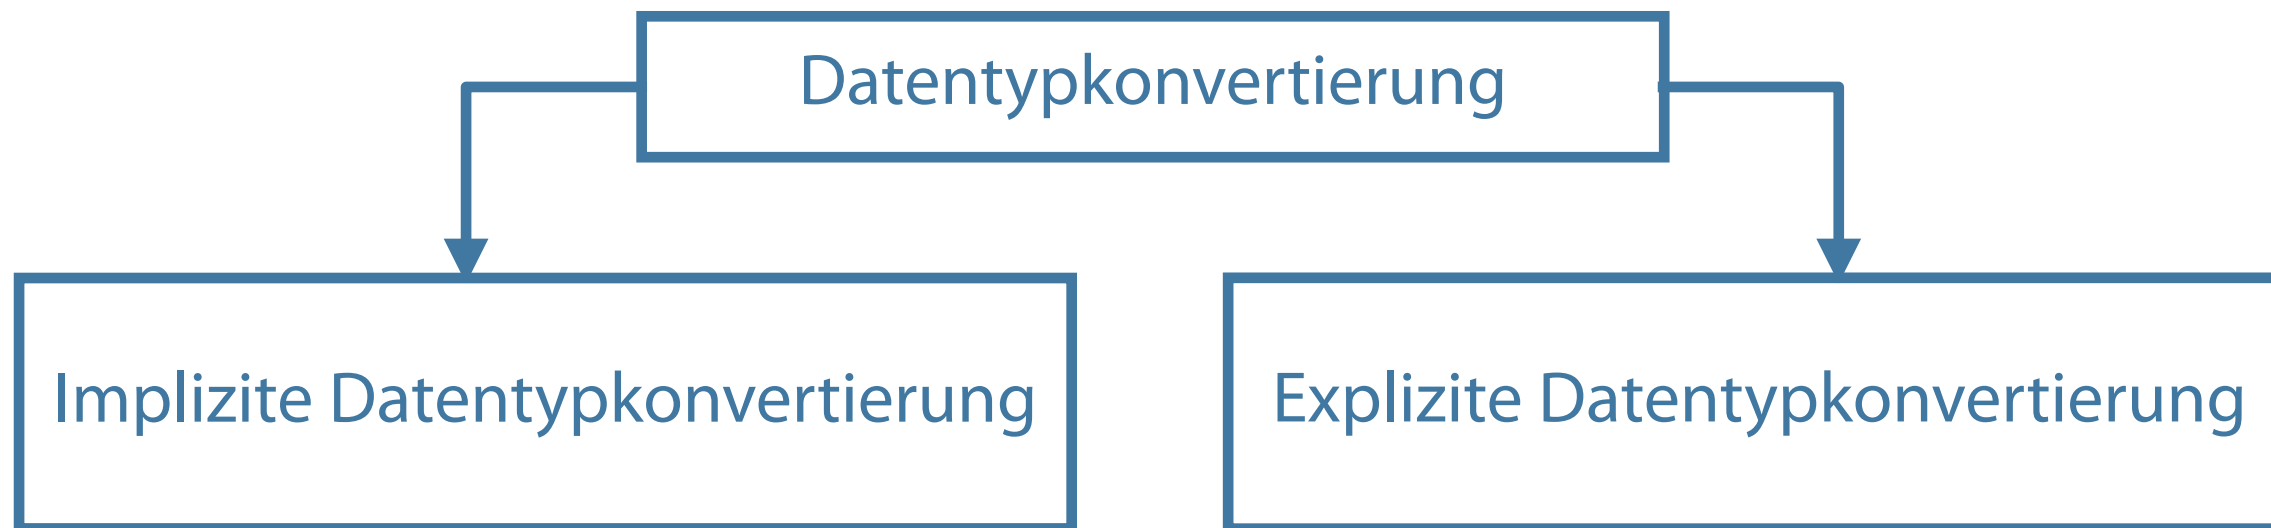 Datentypkonvertierung
Implizite Datentypkonvertierung
Explizite Datentypkonvertierung